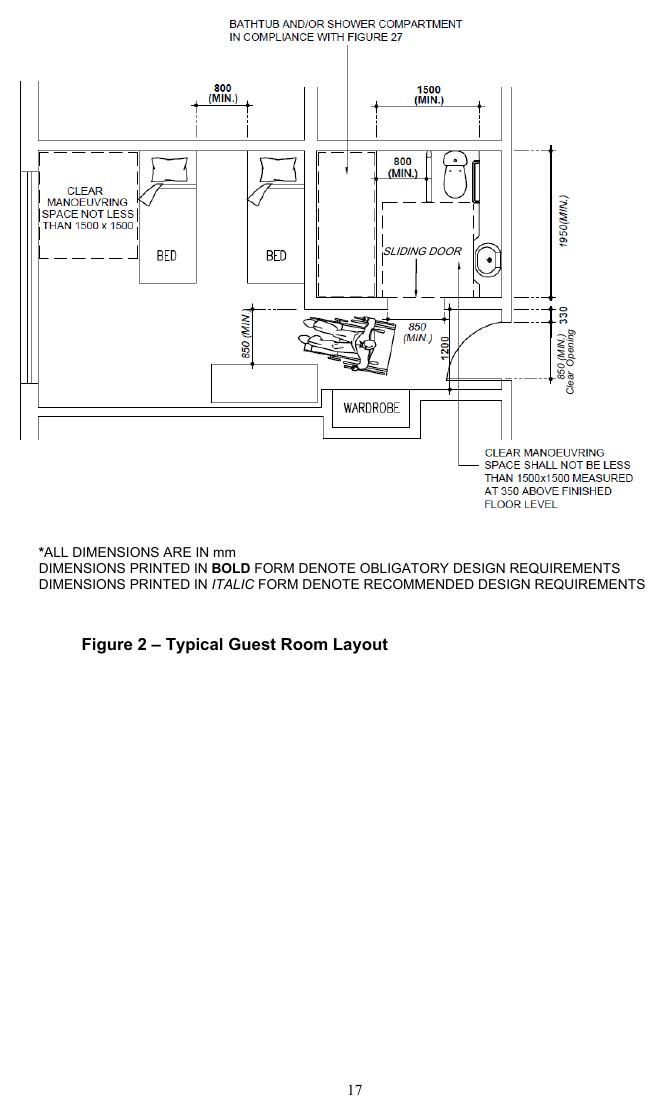 BATHTUB AND/OR SHOWER COMPARTMENT
IN COMPLIANCE WITH FIGURE 27
800
(MIN.)
1500
(MIN.)
800
(MIN.)
CLEAR
MANOEUVRING
SPACE NOT LESS
THAN 1500 x 1500
BED
BED
SLIDING DOOR
1950(MIN.)
850 (MIN.)
850
(MIN.)
1200
330
850 (MIN.)
Clear Opening
WARDROBE
CLEAR MANOEUVRING
SPACE SHALL NOT BE LESS
THAN 1500x1500 MEASURED
AT 350 ABOVE FINISHED
FLOOR LEVEL
*ALL DIMENSIONS ARE IN mm
DIMENSIONS PRINTED IN BOLD FORM DENOTE OBLIGATORY DESIGN REQUIREMENTS
DIMENSIONS PRINTED IN ITALIC FORM DENOTE RECOMMENDED DESIGN REQUIREMENTS
Figure 2 – Typical Guest Room Layout
17